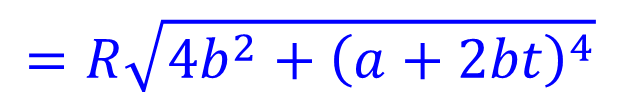 = R√(4b² + (a + 2bt)⁴)